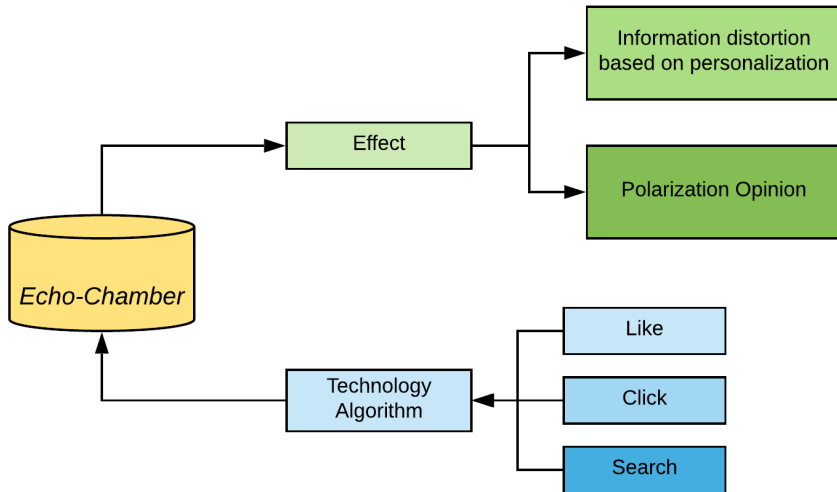 Information distortion
based on personalization
Effect
Polarization Opinion
Echo-Chamber
Like
Technology
Algorithm
Click
Search